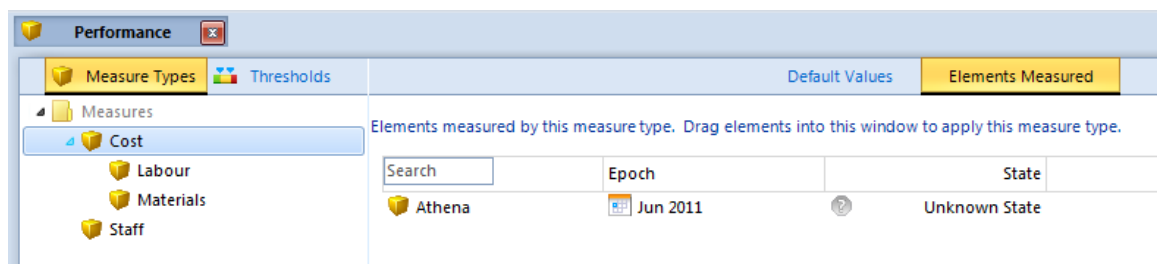 Performance
Measure Types Thresholds Default Values Elements Measured
Measures
Cost
Labour
Materials
Staff
Elements measured by this measure type. Drag elements into this window to apply this measure type.
Search Epoch State
Athena Jun 2011 ? Unknown State